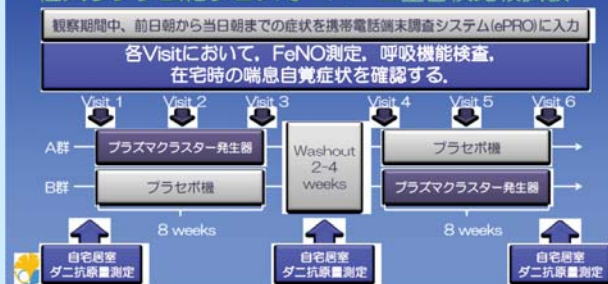 観察期間中、前日朝から当日朝までの症状を携帯電話端末調査システム(ePRO)に入力
各Visitにおいて，FeNO測定，呼吸機能検査，
在宅時の喘息自覚症状を確認する.
Visit 1 Visit 2 Visit 3 Visit 4 Visit 5 Visit 6
A群 プラズマクラスター発生器 プラセボ機
Washout
2-4
weeks
B群 プラセボ機 プラズマクラスター発生器
8 weeks 8 weeks
自宅居室 自宅居室 自宅居室
ダニ抗原量測定 ダニ抗原量測定 ダニ抗原量測定